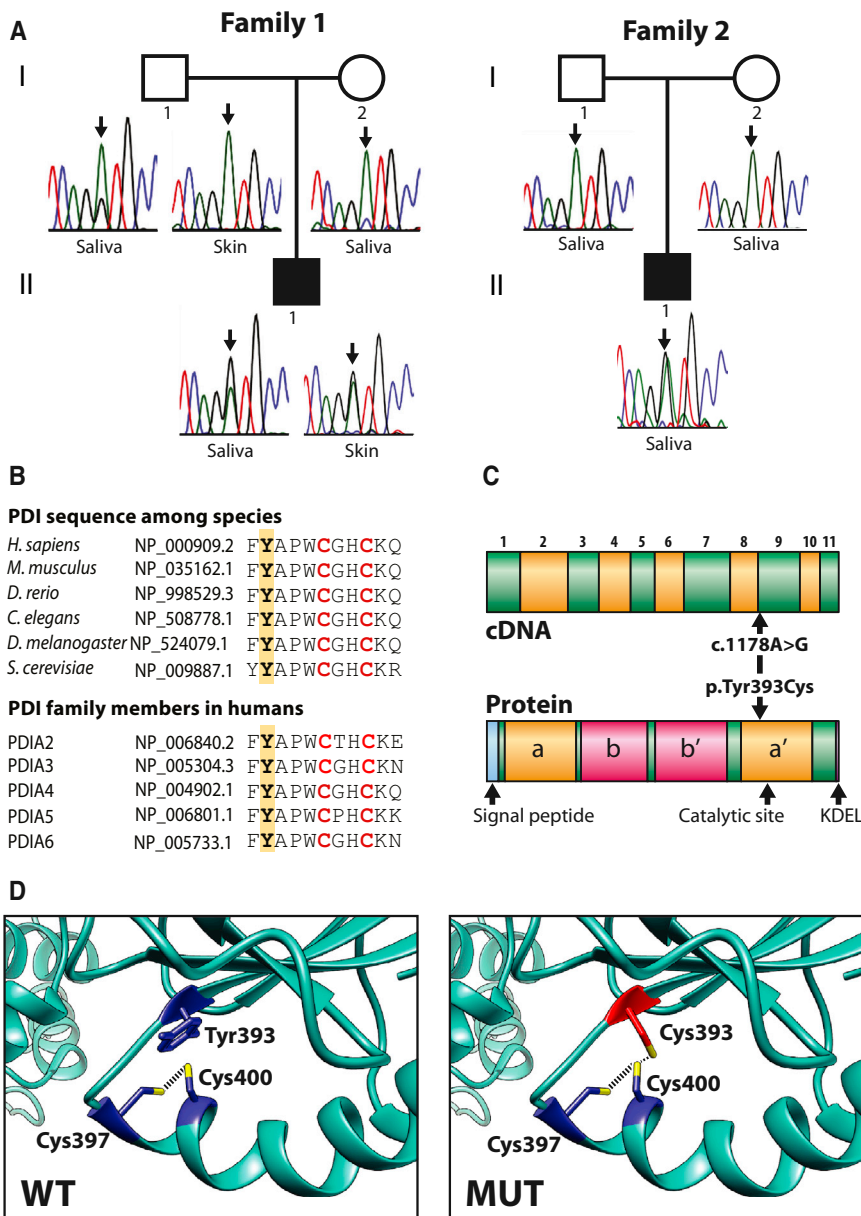 A
Family 1
Family 2
I
I
1
2
1
2
Saliva
Skin
Saliva
Saliva
Saliva
II
II
1
1
Saliva
Skin
Saliva
B
PDI sequence among species
H. sapiens NP_000909.2 FYAPWCGHCKQ
M. musculus NP_035162.1 FYAPWCGHCKQ
D. rerio NP_998529.3 FYAPWCGHCKQ
C. elegans NP_508778.1 FYAPWCGHCKQ
D. melanogaster NP_524079.1 FYAPWCGHCKQ
S. cerevisiae NP_009887.1 YYAPWCGHCKR
PDI family members in humans
PDIA2 NP_006840.2 FYAPWCTHCKE
PDIA3 NP_005304.3 FYAPWCGHCKN
PDIA4 NP_004902.1 FYAPWCGHCKQ
PDIA5 NP_006801.1 FYAPWCPHCKK
PDIA6 NP_005733.1 FYAPWCGHCKN
C
1 2 3 4 5 6 7 8 9 10 11
cDNA
c.1178A>G
p.Tyr393Cys
Protein
a b b' a'
Signal peptide
Catalytic site
KDEL
D
Tyr393
Cys400
Cys397
WT
Cys393
Cys400
Cys397
MUT